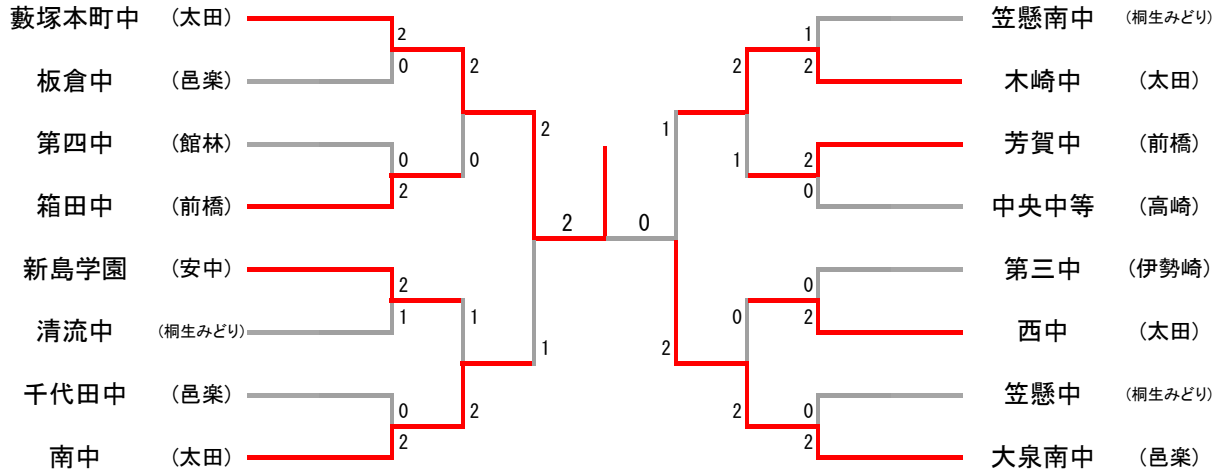 藪塚本町中 (太田) 2 1 笠懸南中 (桐生みどり)
板倉中 (邑楽) 0 2 2 2 木崎中 (太田)
第四中 (館林) 0 0 2 1 1 2 芳賀中 (前橋)
箱田中 (前橋) 2 0 中央中等 (高崎)
2 0
新島学園 (安中) 2 0 第三中 (伊勢崎)
清流中 (桐生みどり) 1 1 1 2 0 2 西中 (太田)
千代田中 (邑楽) 0 2 2 0 笠懸中 (桐生みどり)
南中 (太田) 2 2 大泉南中 (邑楽)